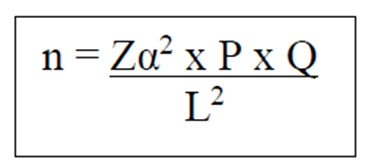 n = Zα² x P x Q
L²